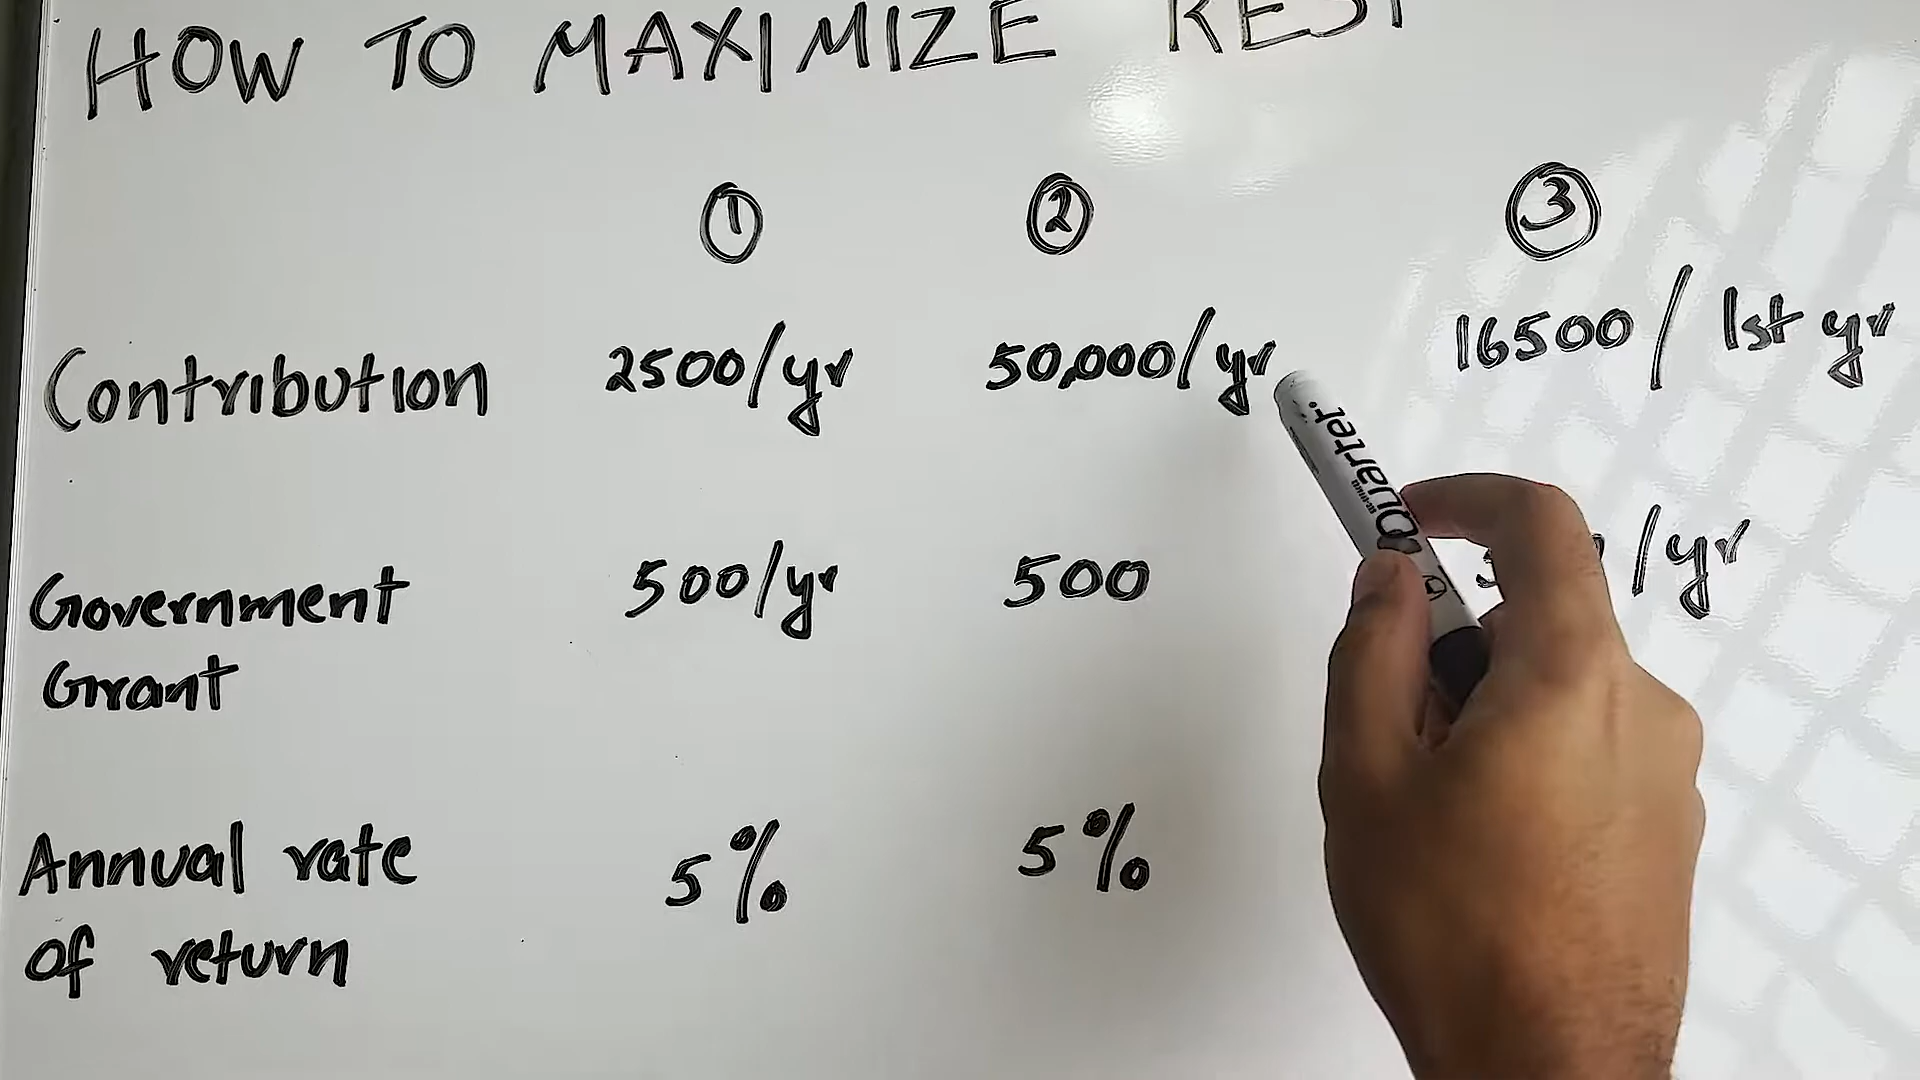 HOW TO MAXIMIZE RESP
① ② ③
Contribution 2500/yr 50,000/yr 16500/1st yr
Government Grant 500/yr 500 /yr
Annual rate of return 5% 5%
Quartet